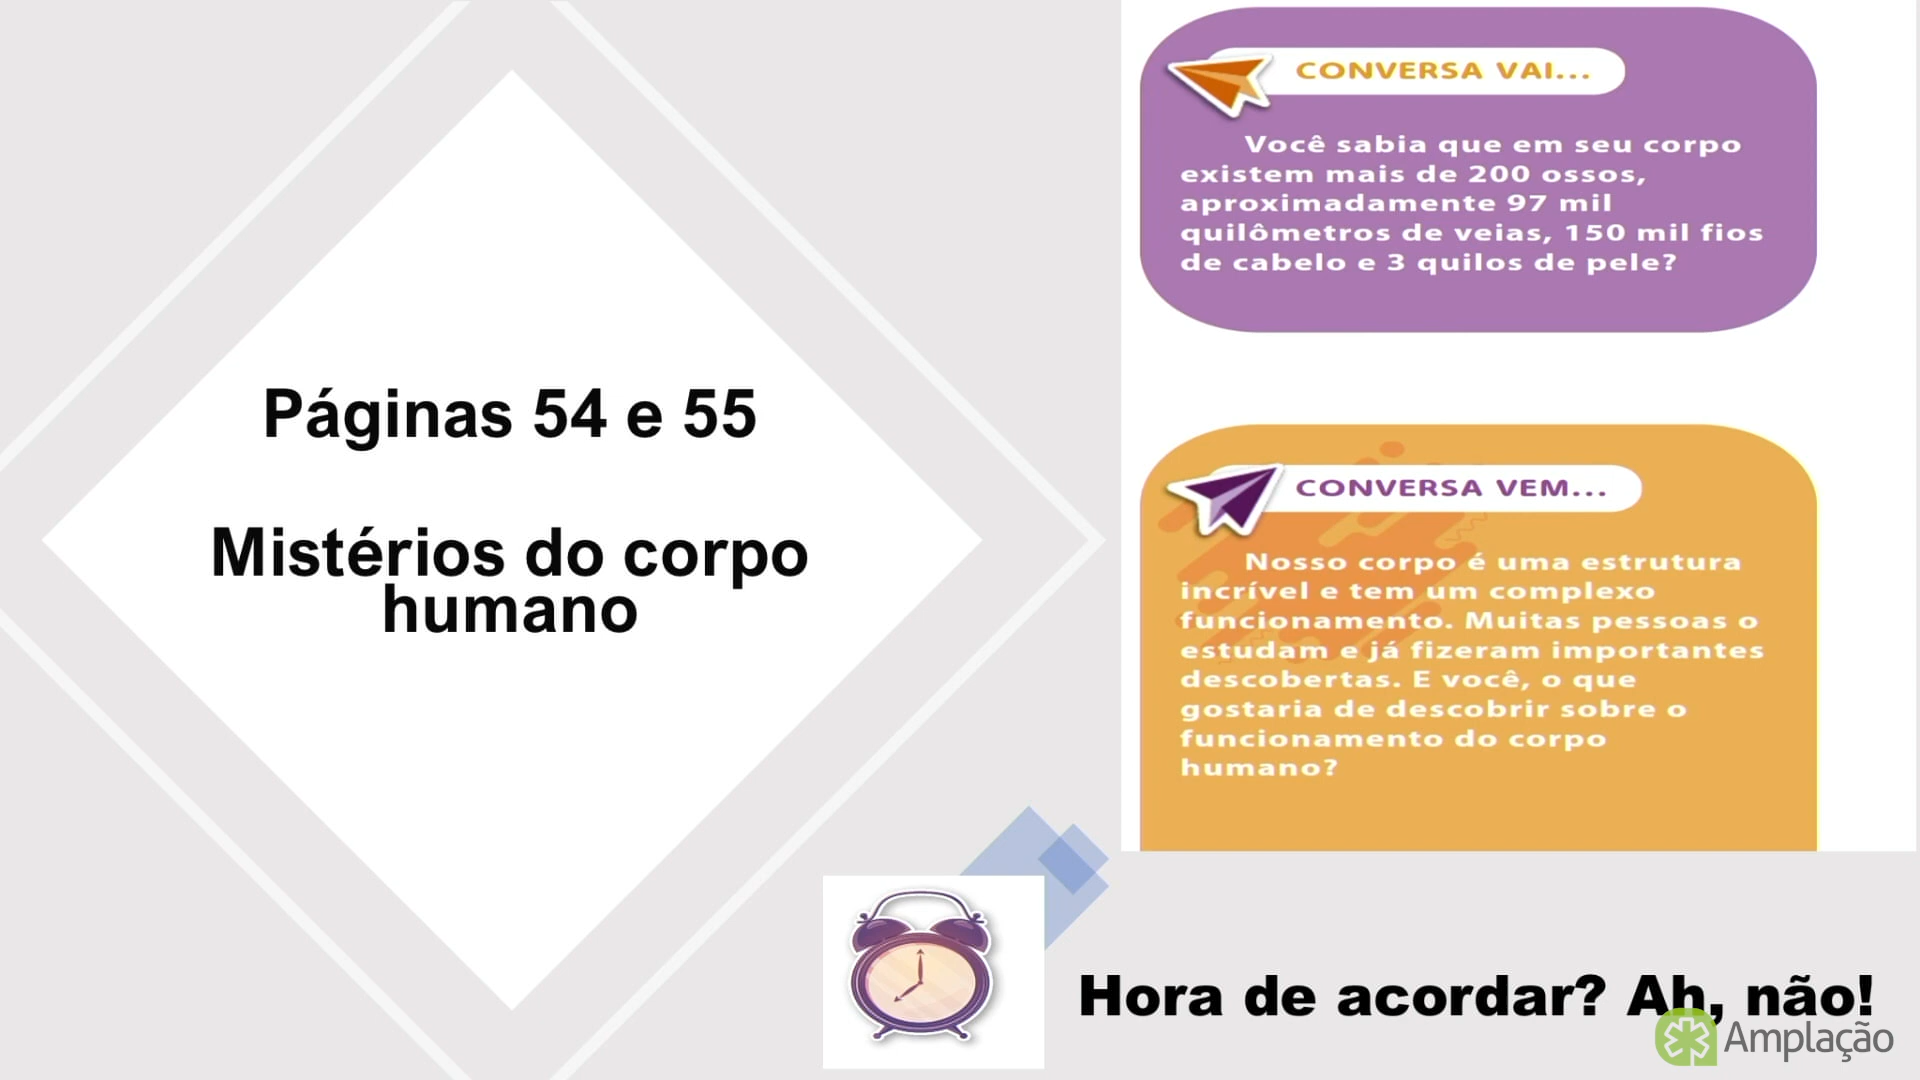 Páginas 54 e 55
Mistérios do corpo
humano
CONVERSA VAI...
Você sabia que em seu corpo
existem mais de 200 ossos,
aproximadamente 97 mil
quilômetros de veias, 150 mil fios
de cabelo e 3 quilos de pele?
CONVERSA VEM...
Nosso corpo é uma estrutura
incrível e tem um complexo
funcionamento. Muitas pessoas o
estudam e já fizeram importantes
descobertas. E você, o que
gostaria de descobrir sobre o
funcionamento do corpo
humano?
Hora de acordar? Ah, não!
Amplação